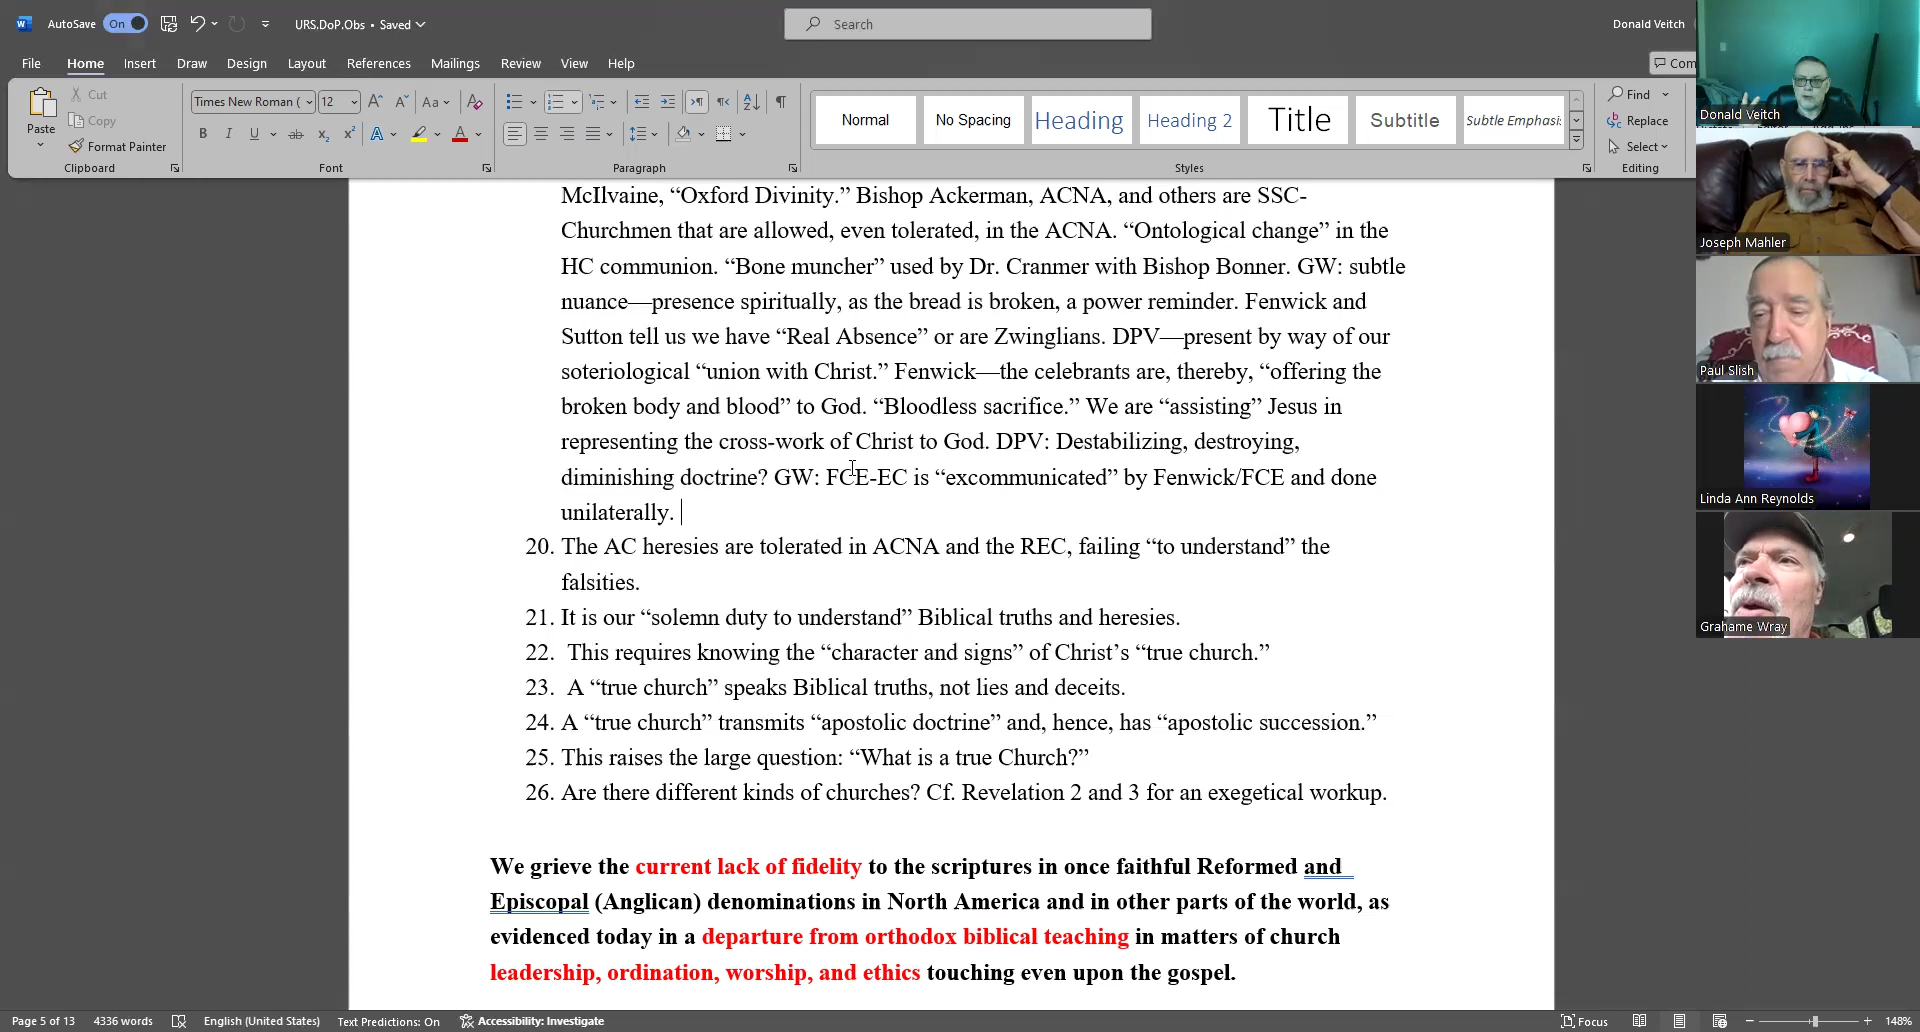 AutoSave On URS.DoP.Obs • Saved Search Donald Veitch
File Home Insert Draw Design Layout References Mailings Review View Help Com
Paste Cut Copy Format Painter
Times New Roman ( 12 Aa
Normal No Spacing Heading Heading 2 Title Subtitle Subtle Emphasi:
Find Replace Select
Clipboard Font Paragraph Styles Editing
McIlvaine, “Oxford Divinity.” Bishop Ackerman, ACNA, and others are SSC-
Churchmen that are allowed, even tolerated, in the ACNA. “Ontological change” in the
HC communion. “Bone muncher” used by Dr. Cranmer with Bishop Bonner. GW: subtle
nuance—presence spiritually, as the bread is broken, a power reminder. Fenwick and
Sutton tell us we have “Real Absence” or are Zwinglians. DPV—present by way of our
soteriological “union with Christ.” Fenwick—the celebrants are, thereby, “offering the
broken body and blood” to God. “Bloodless sacrifice.” We are “assisting” Jesus in
representing the cross-work of Christ to God. DPV: Destabilizing, destroying,
diminishing doctrine? GW: FCE-EC is “excommunicated” by Fenwick/FCE and done
unilaterally.
20. The AC heresies are tolerated in ACNA and the REC, failing “to understand” the
falsities.
21. It is our “solemn duty to understand” Biblical truths and heresies.
22. This requires knowing the “character and signs” of Christ’s “true church.”
23. A “true church” speaks Biblical truths, not lies and deceits.
24. A “true church” transmits “apostolic doctrine” and, hence, has “apostolic succession.”
25. This raises the large question: “What is a true Church?”
26. Are there different kinds of churches? Cf. Revelation 2 and 3 for an exegetical workup.
We grieve the current lack of fidelity to the scriptures in once faithful Reformed and
Episcopal (Anglican) denominations in North America and in other parts of the world, as
evidenced today in a departure from orthodox biblical teaching in matters of church
leadership, ordination, worship, and ethics touching even upon the gospel.
Donald Veitch
Joseph Mahler
Paul Slish
Linda Ann Reynolds
Grahame Wray
Page 5 of 13 4336 words English (United States) Text Predictions: On Accessibility: Investigate Focus 148%